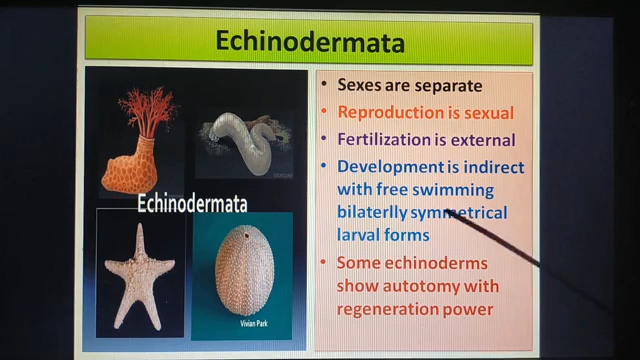 Echinodermata
Echinodermata
Vivian Park
• Sexes are separate
• Reproduction is sexual
• Fertilization is external
• Development is indirect
with free swimming
bilaterlly symmetrical
larval forms
• Some echinoderms
show autotomy with
regeneration power